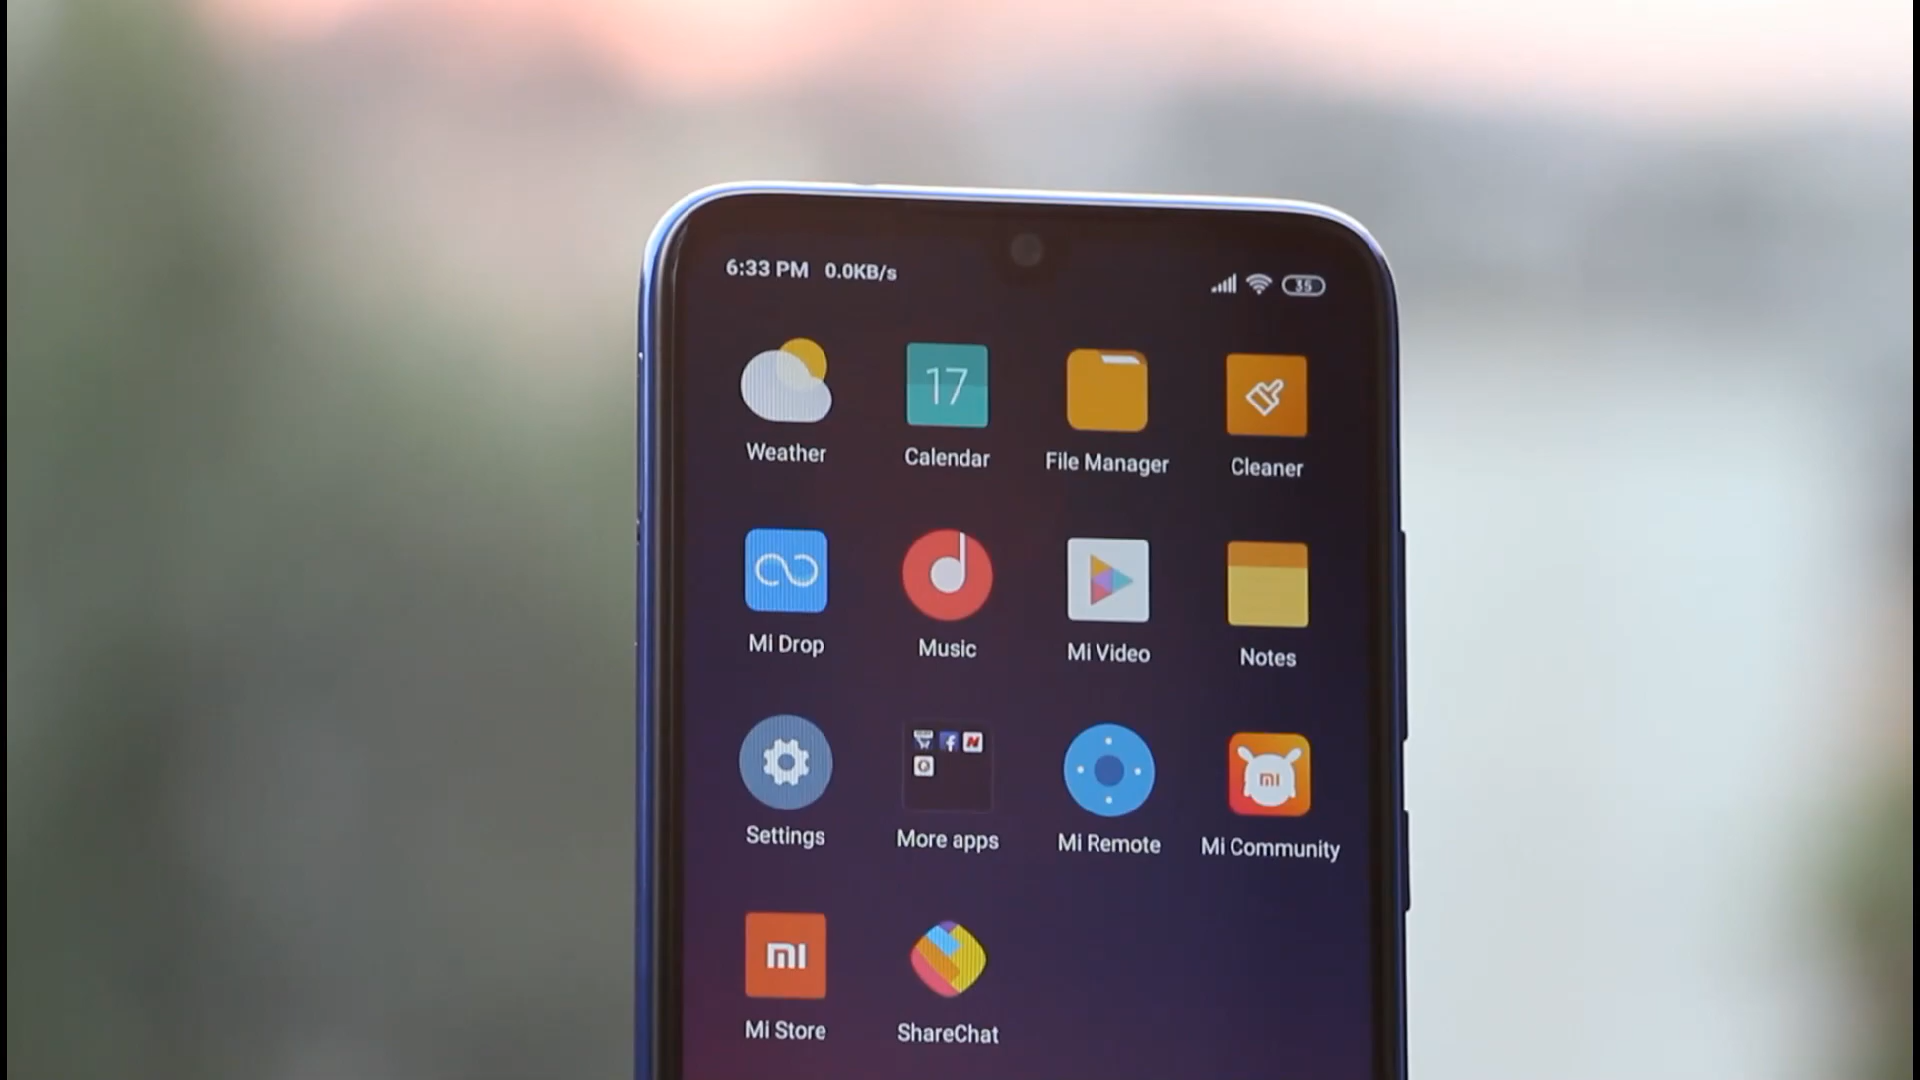 6:33 PM 0.0KB/s 35
17
Weather Calendar File Manager Cleaner
Mi Drop Music Mi Video Notes
mi
Settings More apps Mi Remote Mi Community
mi
Mi Store ShareChat